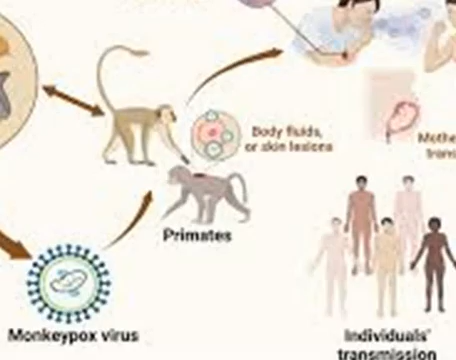 Body fluids,
or skin lesions
Primates
Monkeypox virus
Individuals'
transmission